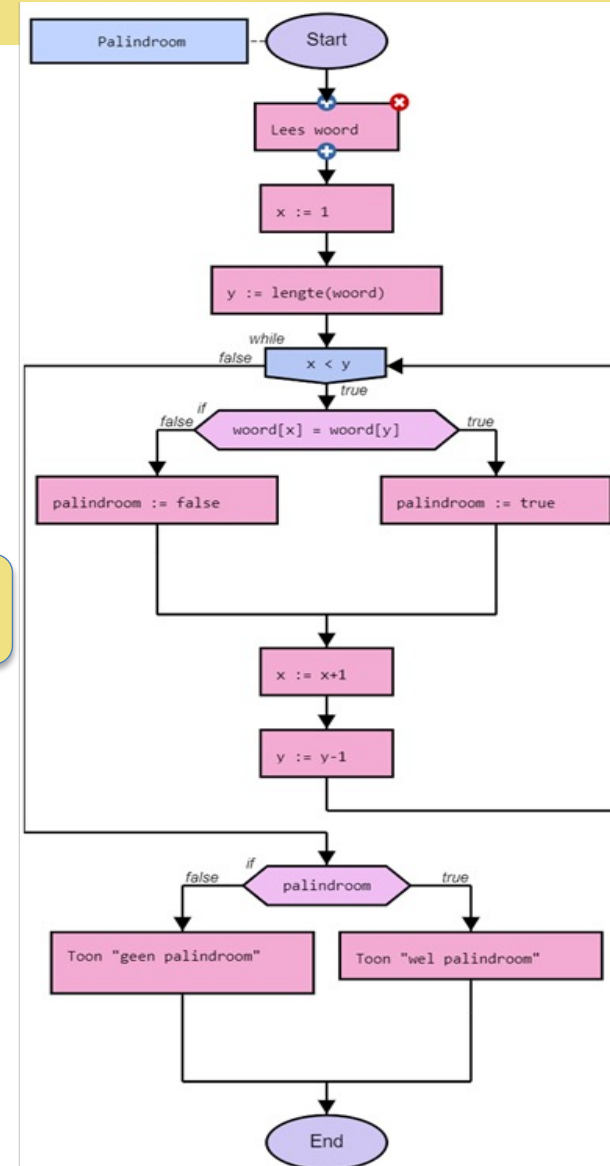 Palindroom
Start
Lees woord
x := 1
y := lengte(woord)
while
false
x < y
true
if
false
woord[x] = woord[y]
true
palindroom := false
palindroom := true
x := x+1
y := y-1
if
false
palindroom
true
Toon "geen palindroom"
Toon "wel palindroom"
End